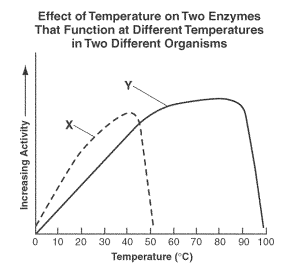 Effect of Temperature on Two Enzymes
That Function at Different Temperatures
in Two Different Organisms
Y
X
Increasing Activity
0 10 20 30 40 50 60 70 80 90 100
Temperature (°C)